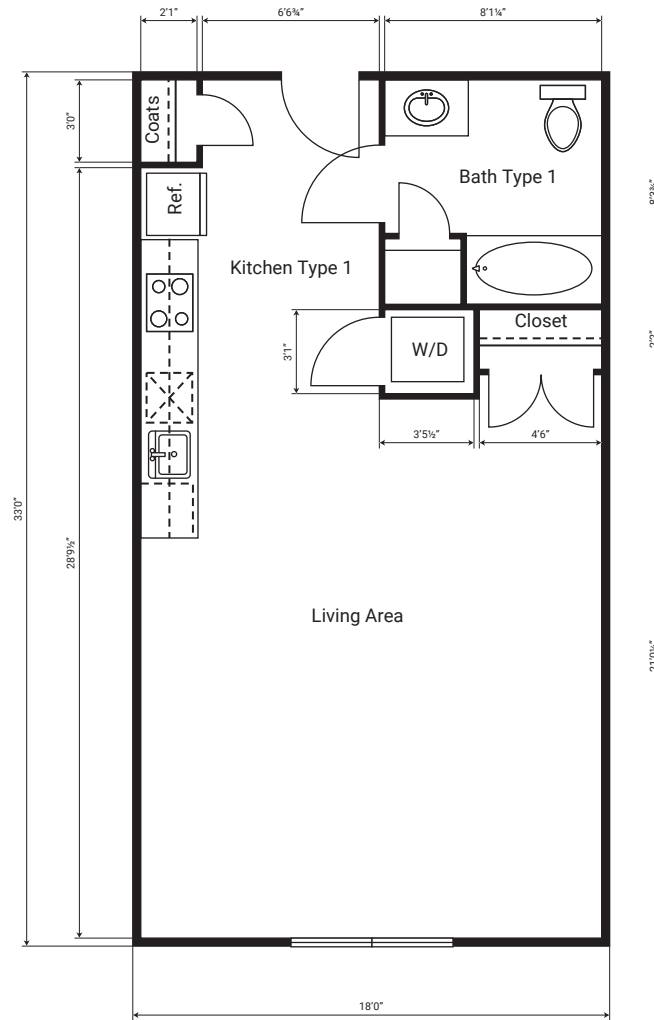 2'1"
6'6¾"
8'1¼"
3'0"
Coats
Ref.
Bath Type 1
Kitchen Type 1
3'1"
W/D
Closet
3'5½"
4'6"
33'0"
28'9½"
Living Area
18'0"